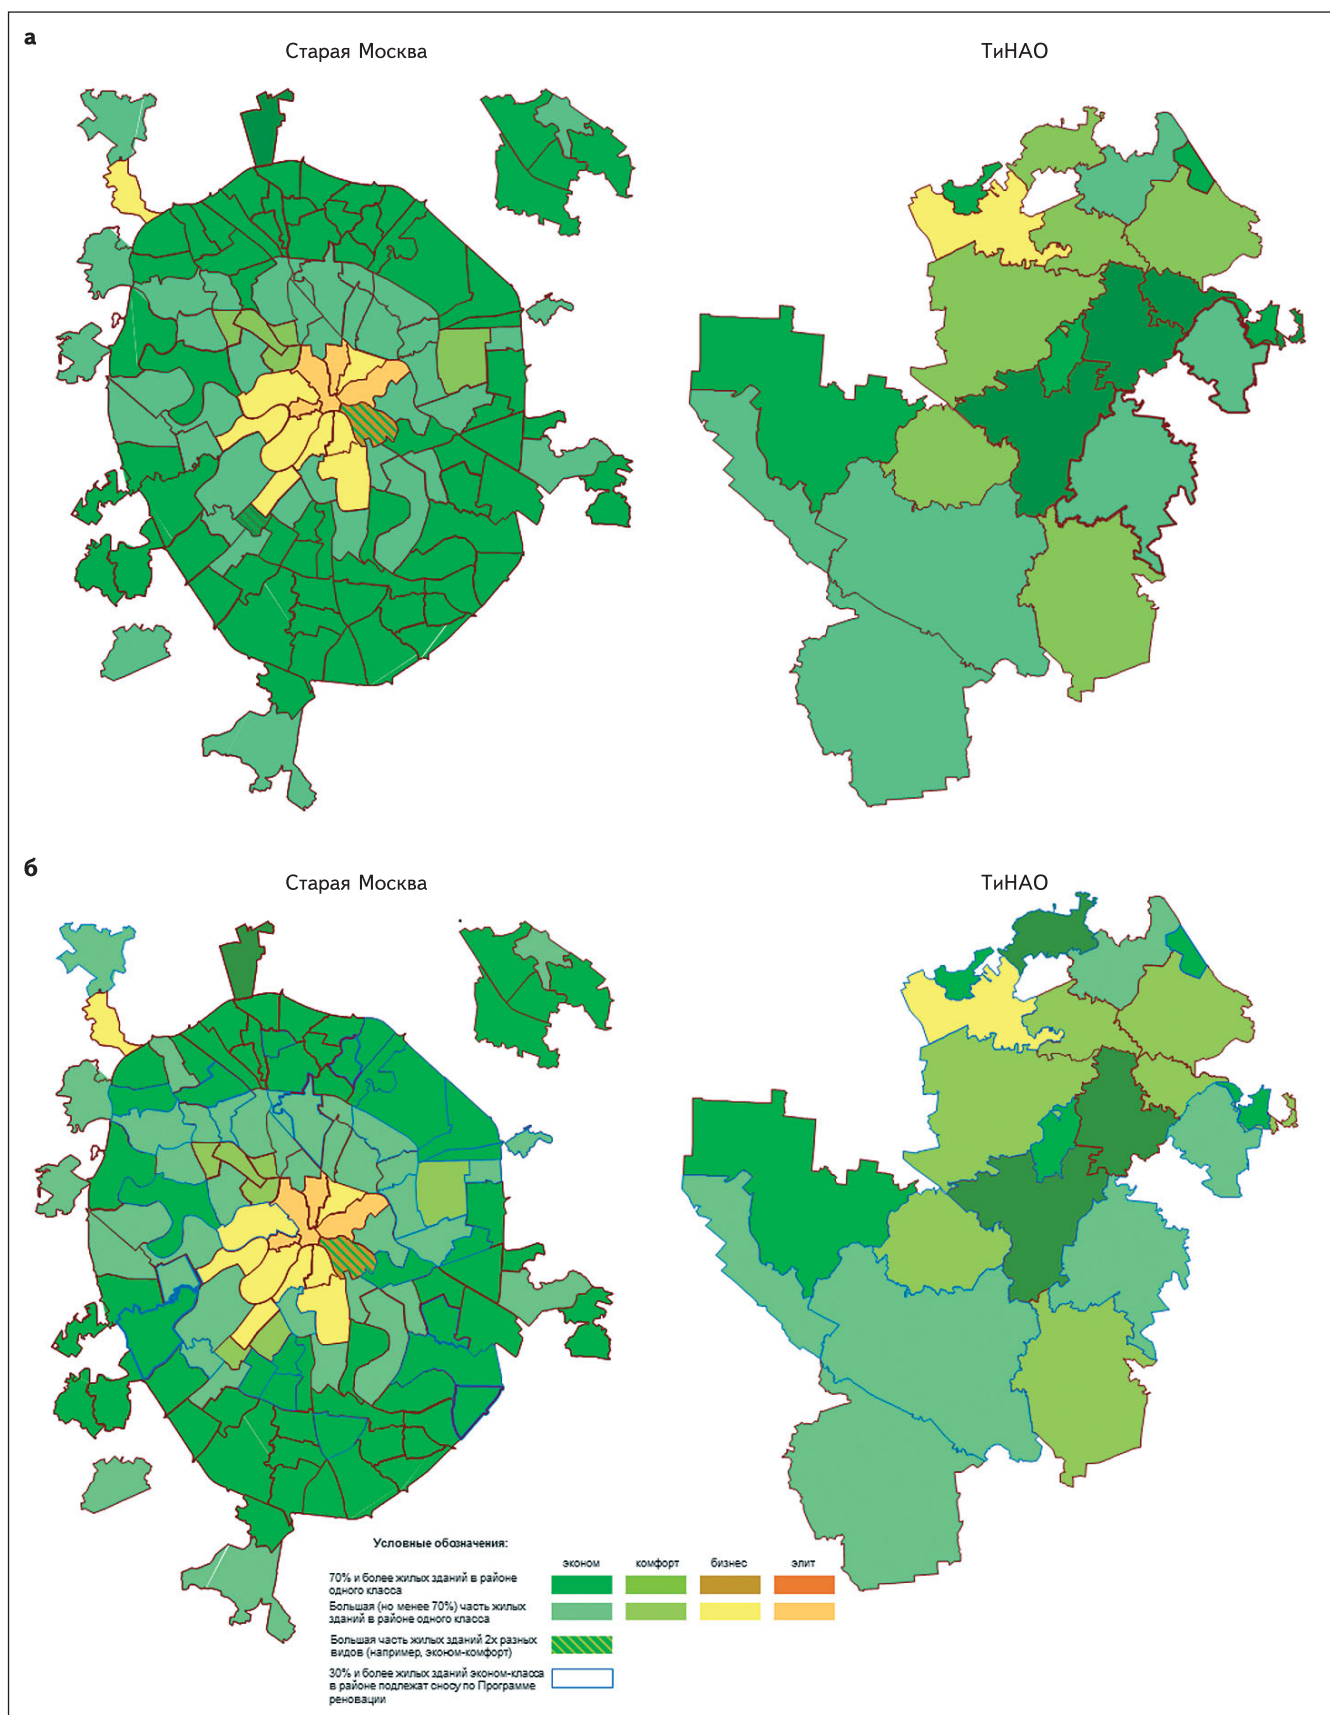 а
Старая Москва
ТиНАО
б
Старая Москва
ТиНАО
Условные обозначения:
эконом
комфорт
бизнес
элит
70% и более жилых зданий в районе
одного класса
Большая (но менее 70%) часть жилых
зданий в районе одного класса
Большая часть жилых зданий 2х разных
видов (например, эконом-комфорт)
30% и более жилых зданий эконом-класса
в районе подлежат сносу по Программе
реновации